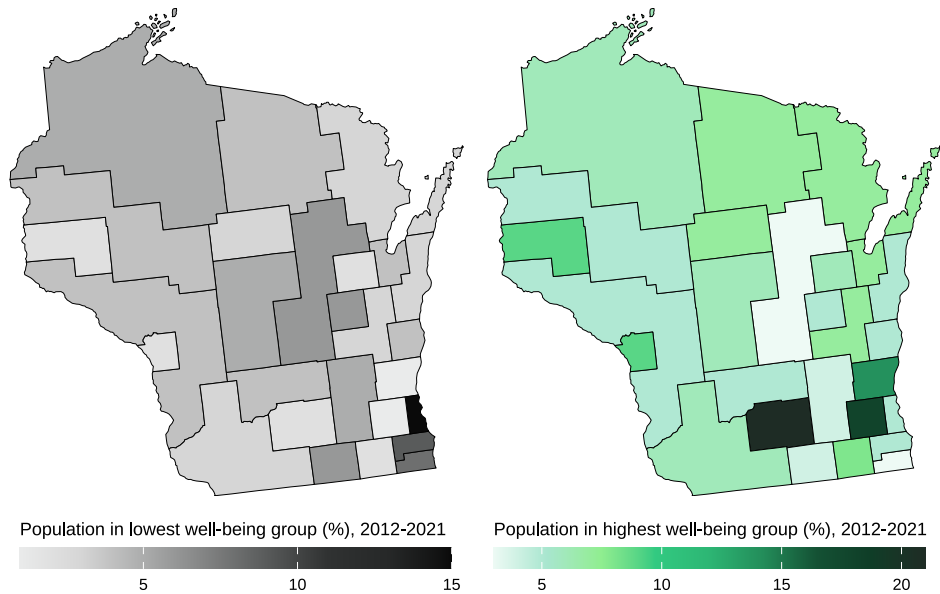 Population in lowest well-being group (%), 2012-2021
5 10 15
Population in highest well-being group (%), 2012-2021
5 10 15 20